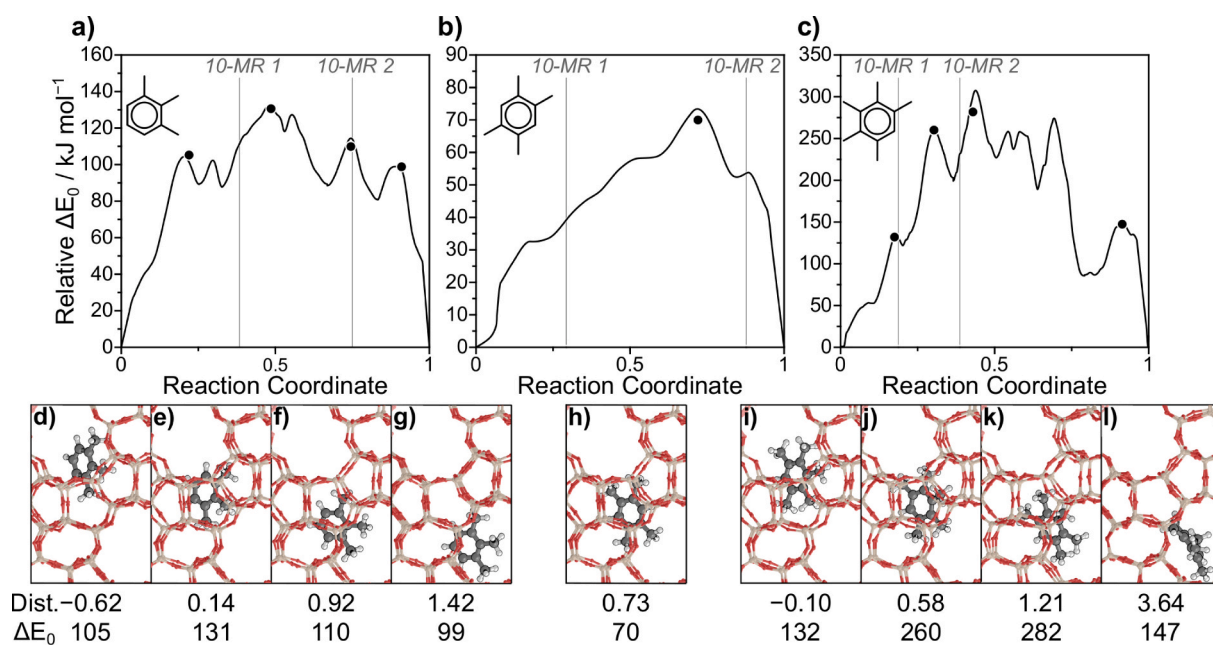 a) b) c)
10-MR 1 10-MR 2 10-MR 1 10-MR 2 10-MR 1 10-MR 2
Relative ΔE0 / kJ mol−1
160
140
120
100
80
60
40
20
0
0 0.5 1
Reaction Coordinate
90
80
70
60
50
40
30
20
10
0
0 0.5 1
Reaction Coordinate
350
300
250
200
150
100
50
0
0 0.5 1
Reaction Coordinate
d) e) f) g) h) i) j) k) l)
Dist. −0.62 0.14 0.92 1.42 0.73 −0.10 0.58 1.21 3.64
ΔE0 105 131 110 99 70 132 260 282 147